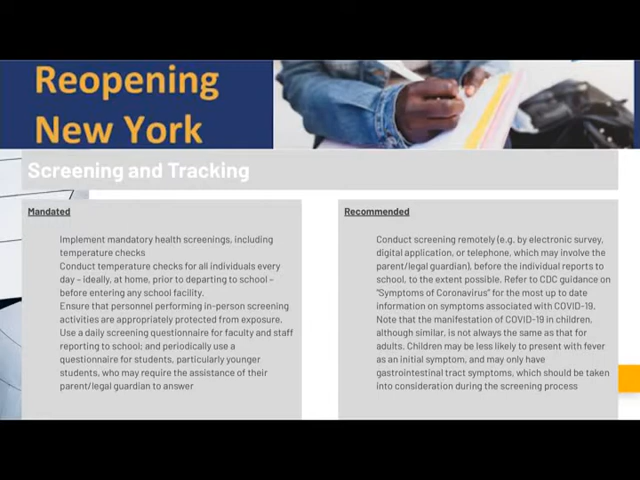 Reopening
New York
Screening and Tracking
Mandated
Implement mandatory health screenings, including
temperature checks
Conduct temperature checks for all individuals every
day – ideally, at home, prior to departing to school –
before entering any school facility.
Ensure that personnel performing in-person screening
activities are appropriately protected from exposure.
Use a daily screening questionnaire for faculty and staff
reporting to school; and periodically use a
questionnaire for students, particularly younger
students, who may require the assistance of their
parent/legal guardian to answer
Recommended
Conduct screening remotely (e.g. by electronic survey,
digital application, or telephone, which may involve the
parent/legal guardian), before the individual reports to
school, to the extent possible. Refer to CDC guidance on
"Symptoms of Coronavirus" for the most up to date
information on symptoms associated with COVID-19.
Note that the manifestation of COVID-19 in children,
although similar, is not always the same as that for
adults. Children may be less likely to present with fever
as an initial symptom, and may only have
gastrointestinal tract symptoms, which should be taken
into consideration during the screening process